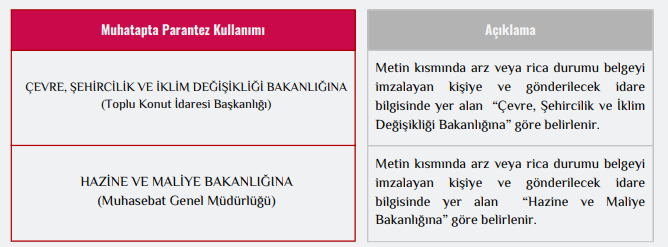 Muhatapta Parantez Kullanımı
Açıklama
ÇEVRE, ŞEHİRCİLİK VE İKLİM DEĞİŞİKLİĞİ BAKANLIĞINA
(Toplu Konut İdaresi Başkanlığı)
Metin kısmında arz veya rica durumu belgeyi
imzalayan kişiye ve gönderilecek idare
bilgisinde yer alan “Çevre, Şehircilik ve İklim
Değişikliği Bakanlığına” göre belirlenir.
HAZİNE VE MALİYE BAKANLIĞINA
(Muhasebat Genel Müdürlüğü)
Metin kısmında arz veya rica durumu belgeyi
imzalayan kişiye ve gönderilecek idare
bilgisinde yer alan “Hazine ve Maliye
Bakanlığına” göre belirlenir.